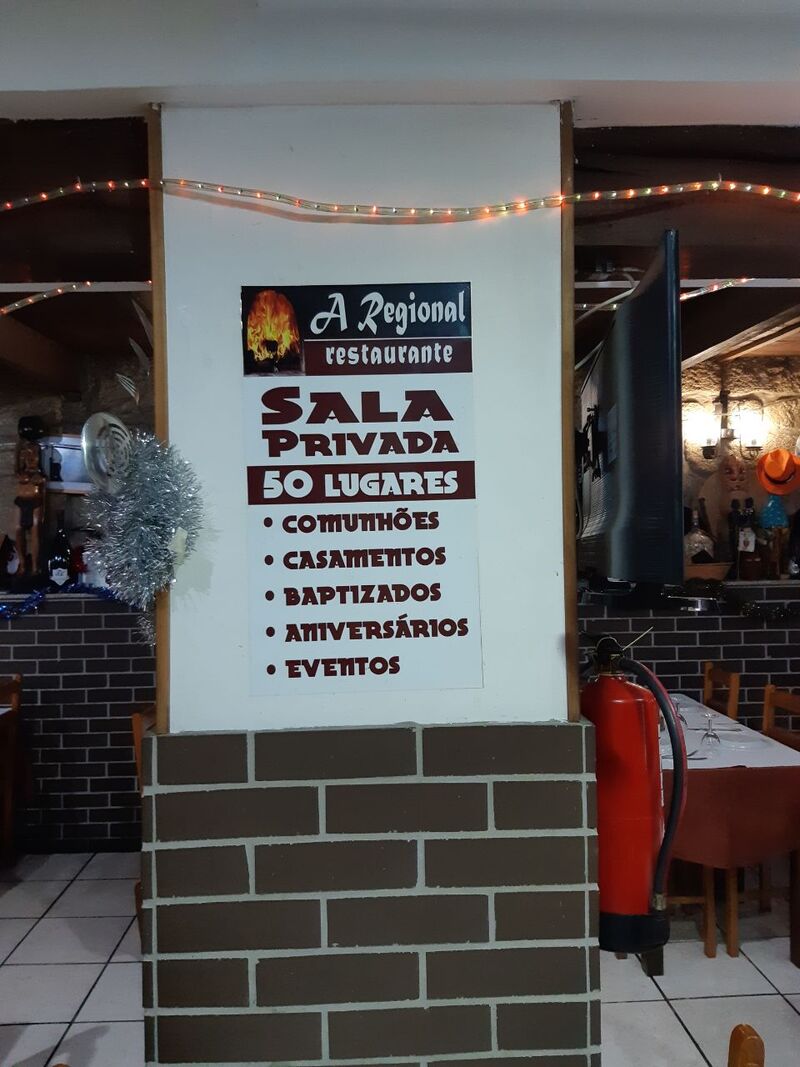 A Regional
restaurante
SALA
PRIVADA
50 LUGARES
• COMUNHÕES
• CASAMENTOS
• BAPTIZADOS
• ANIVERSÁRIOS
• EVENTOS